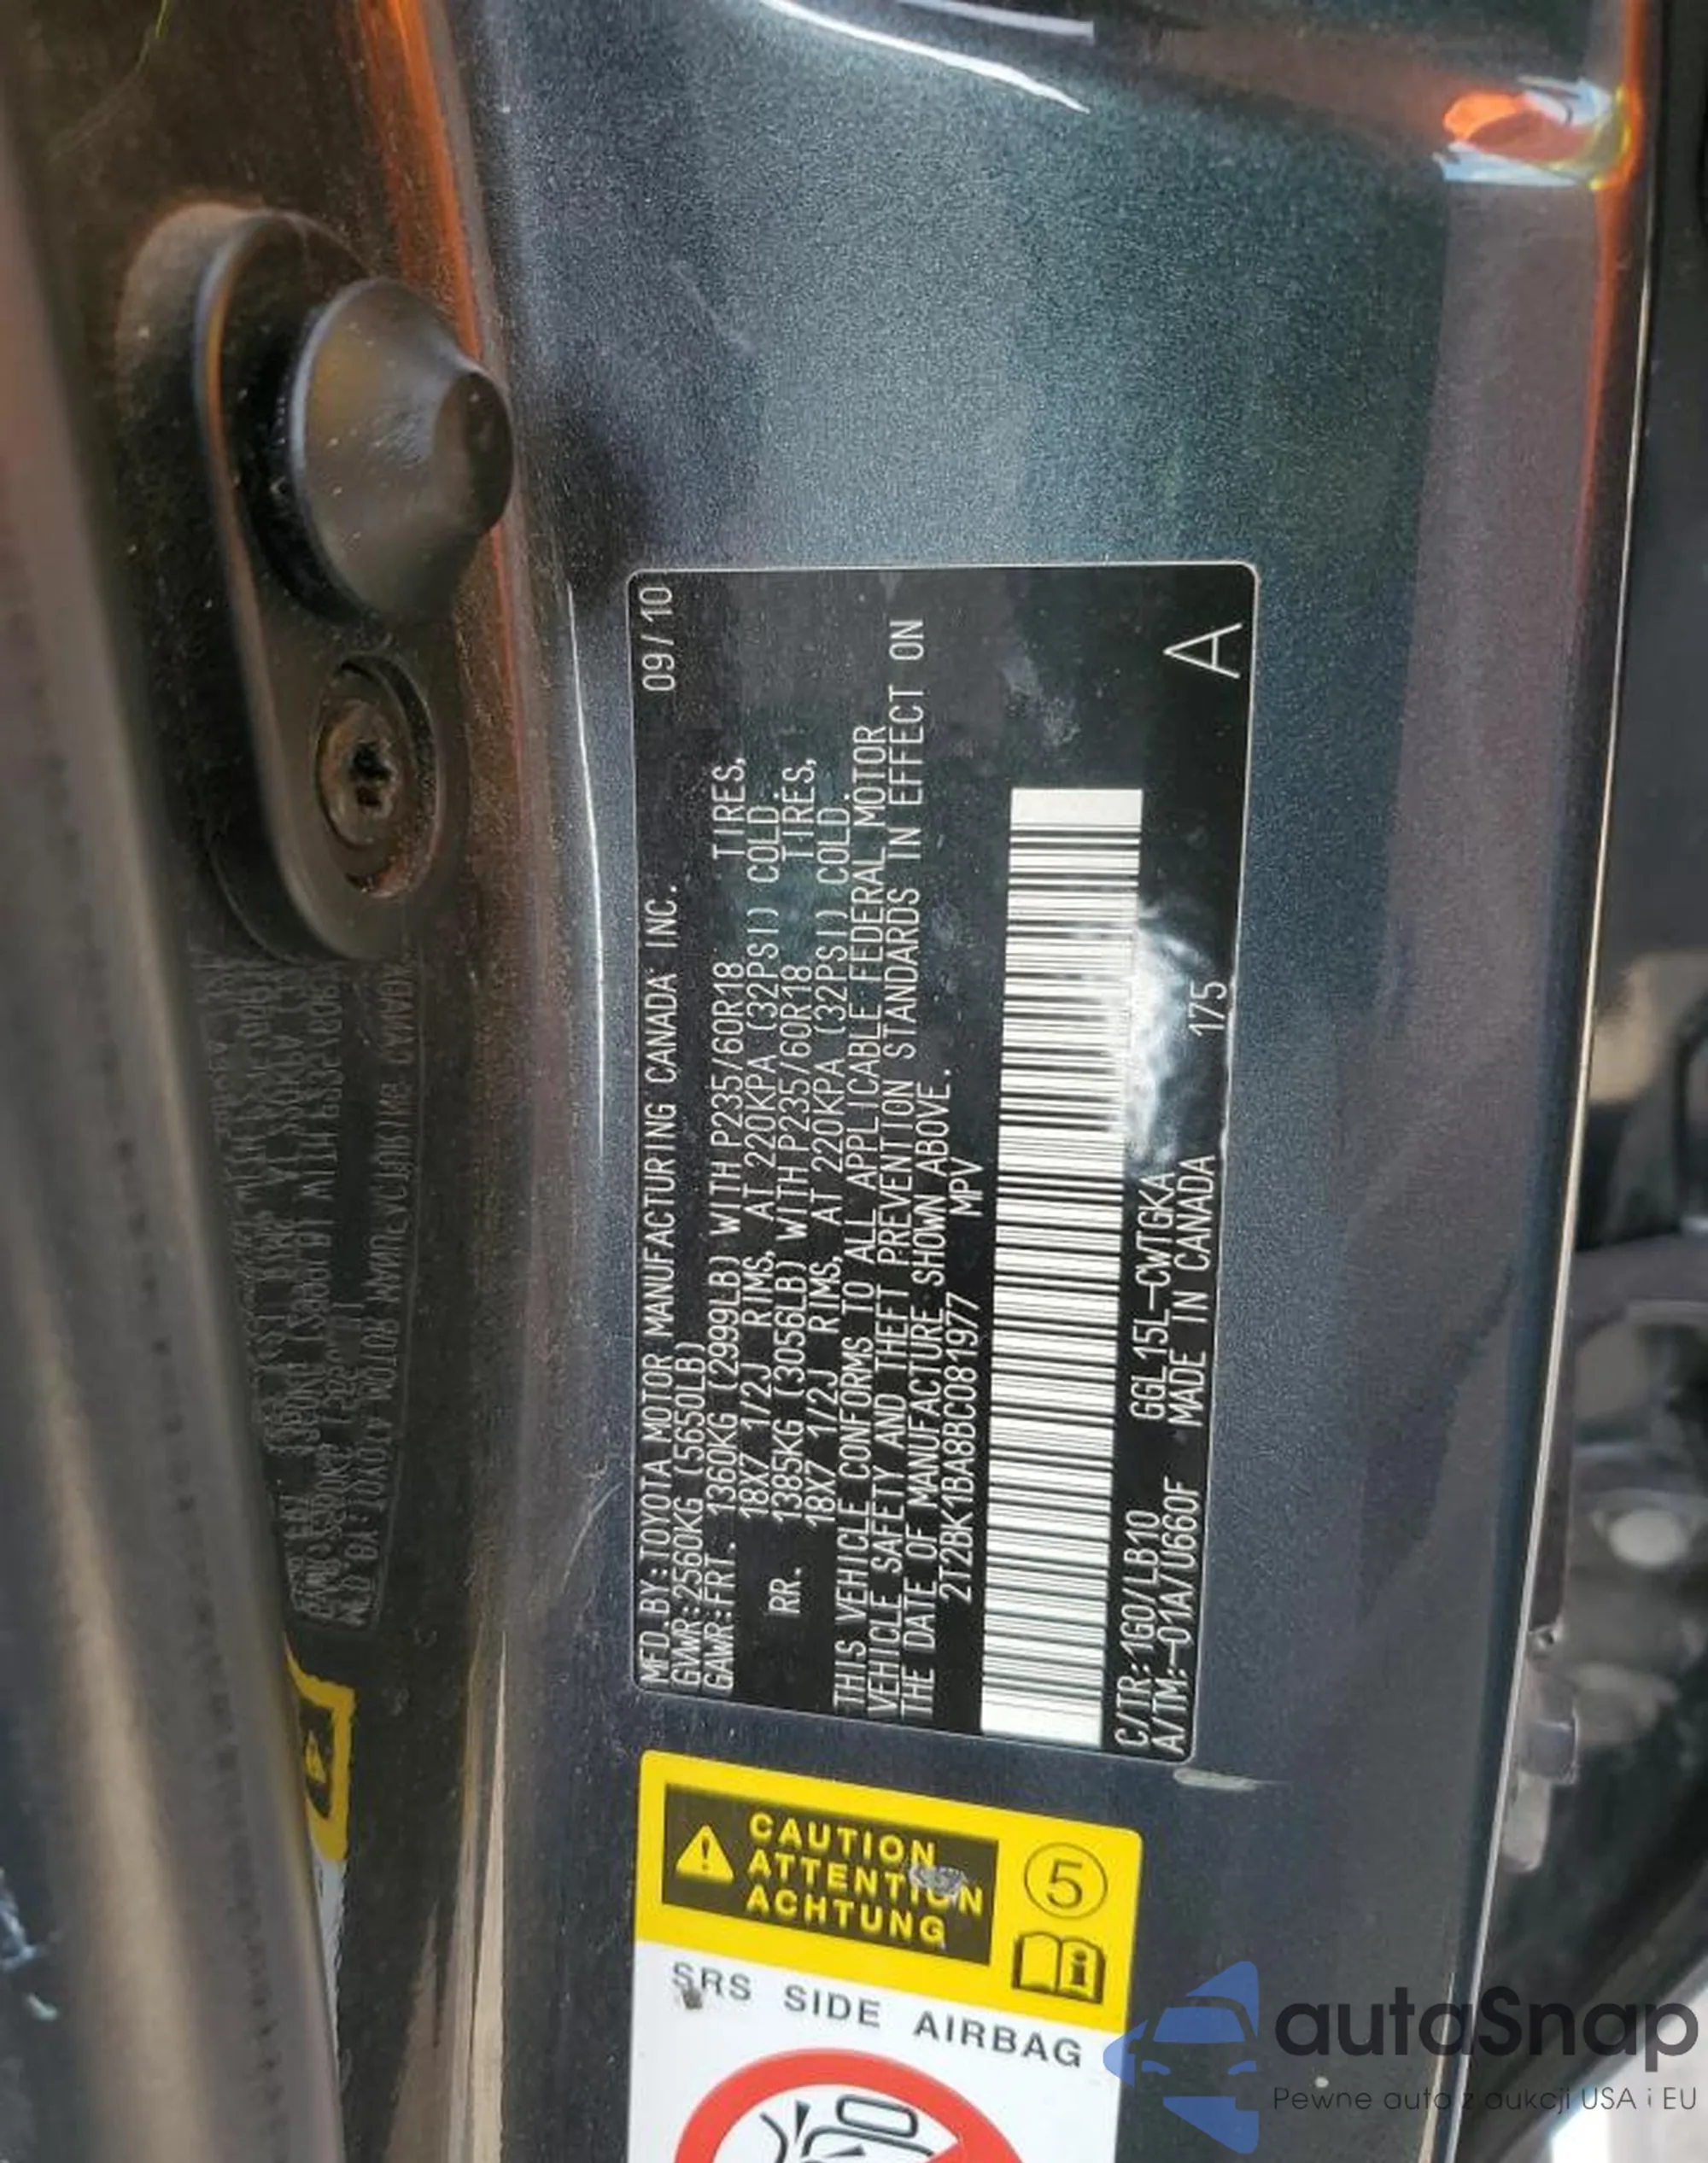 MFD.BY:TOYOTA MOTOR MANUFACTURING CANADA INC. 09/10
GVWR:2560KG (5650LB)
GAWR:FRT. 1360KG (2999LB) WITH P235/60R18 TIRES,
18X7 1/2J RIMS, AT 220KPA (32PSI) COLD.
RR. 1385KG (3056LB) WITH P235/60R18 TIRES,
18X7 1/2J RIMS, AT 220KPA (32PSI) COLD.
THIS VEHICLE CONFORMS TO ALL APPLICABLE FEDERAL MOTOR
VEHICLE SAFETY AND THEFT PREVENTION STANDARDS IN EFFECT ON
THE DATE OF MANUFACTURE SHOWN ABOVE.
2T2BK1BA8BC081977 MPV
C/TR:1G0/LB10 GGL15L-CWTGKA
A/TM:-01A/U660F MADE IN CANADA 175
A
CAUTION
ATTENTION
ACHTUNG
5
SRS SIDE AIRBAG
autoSnap
Pewne auto z aukcji USA i EU